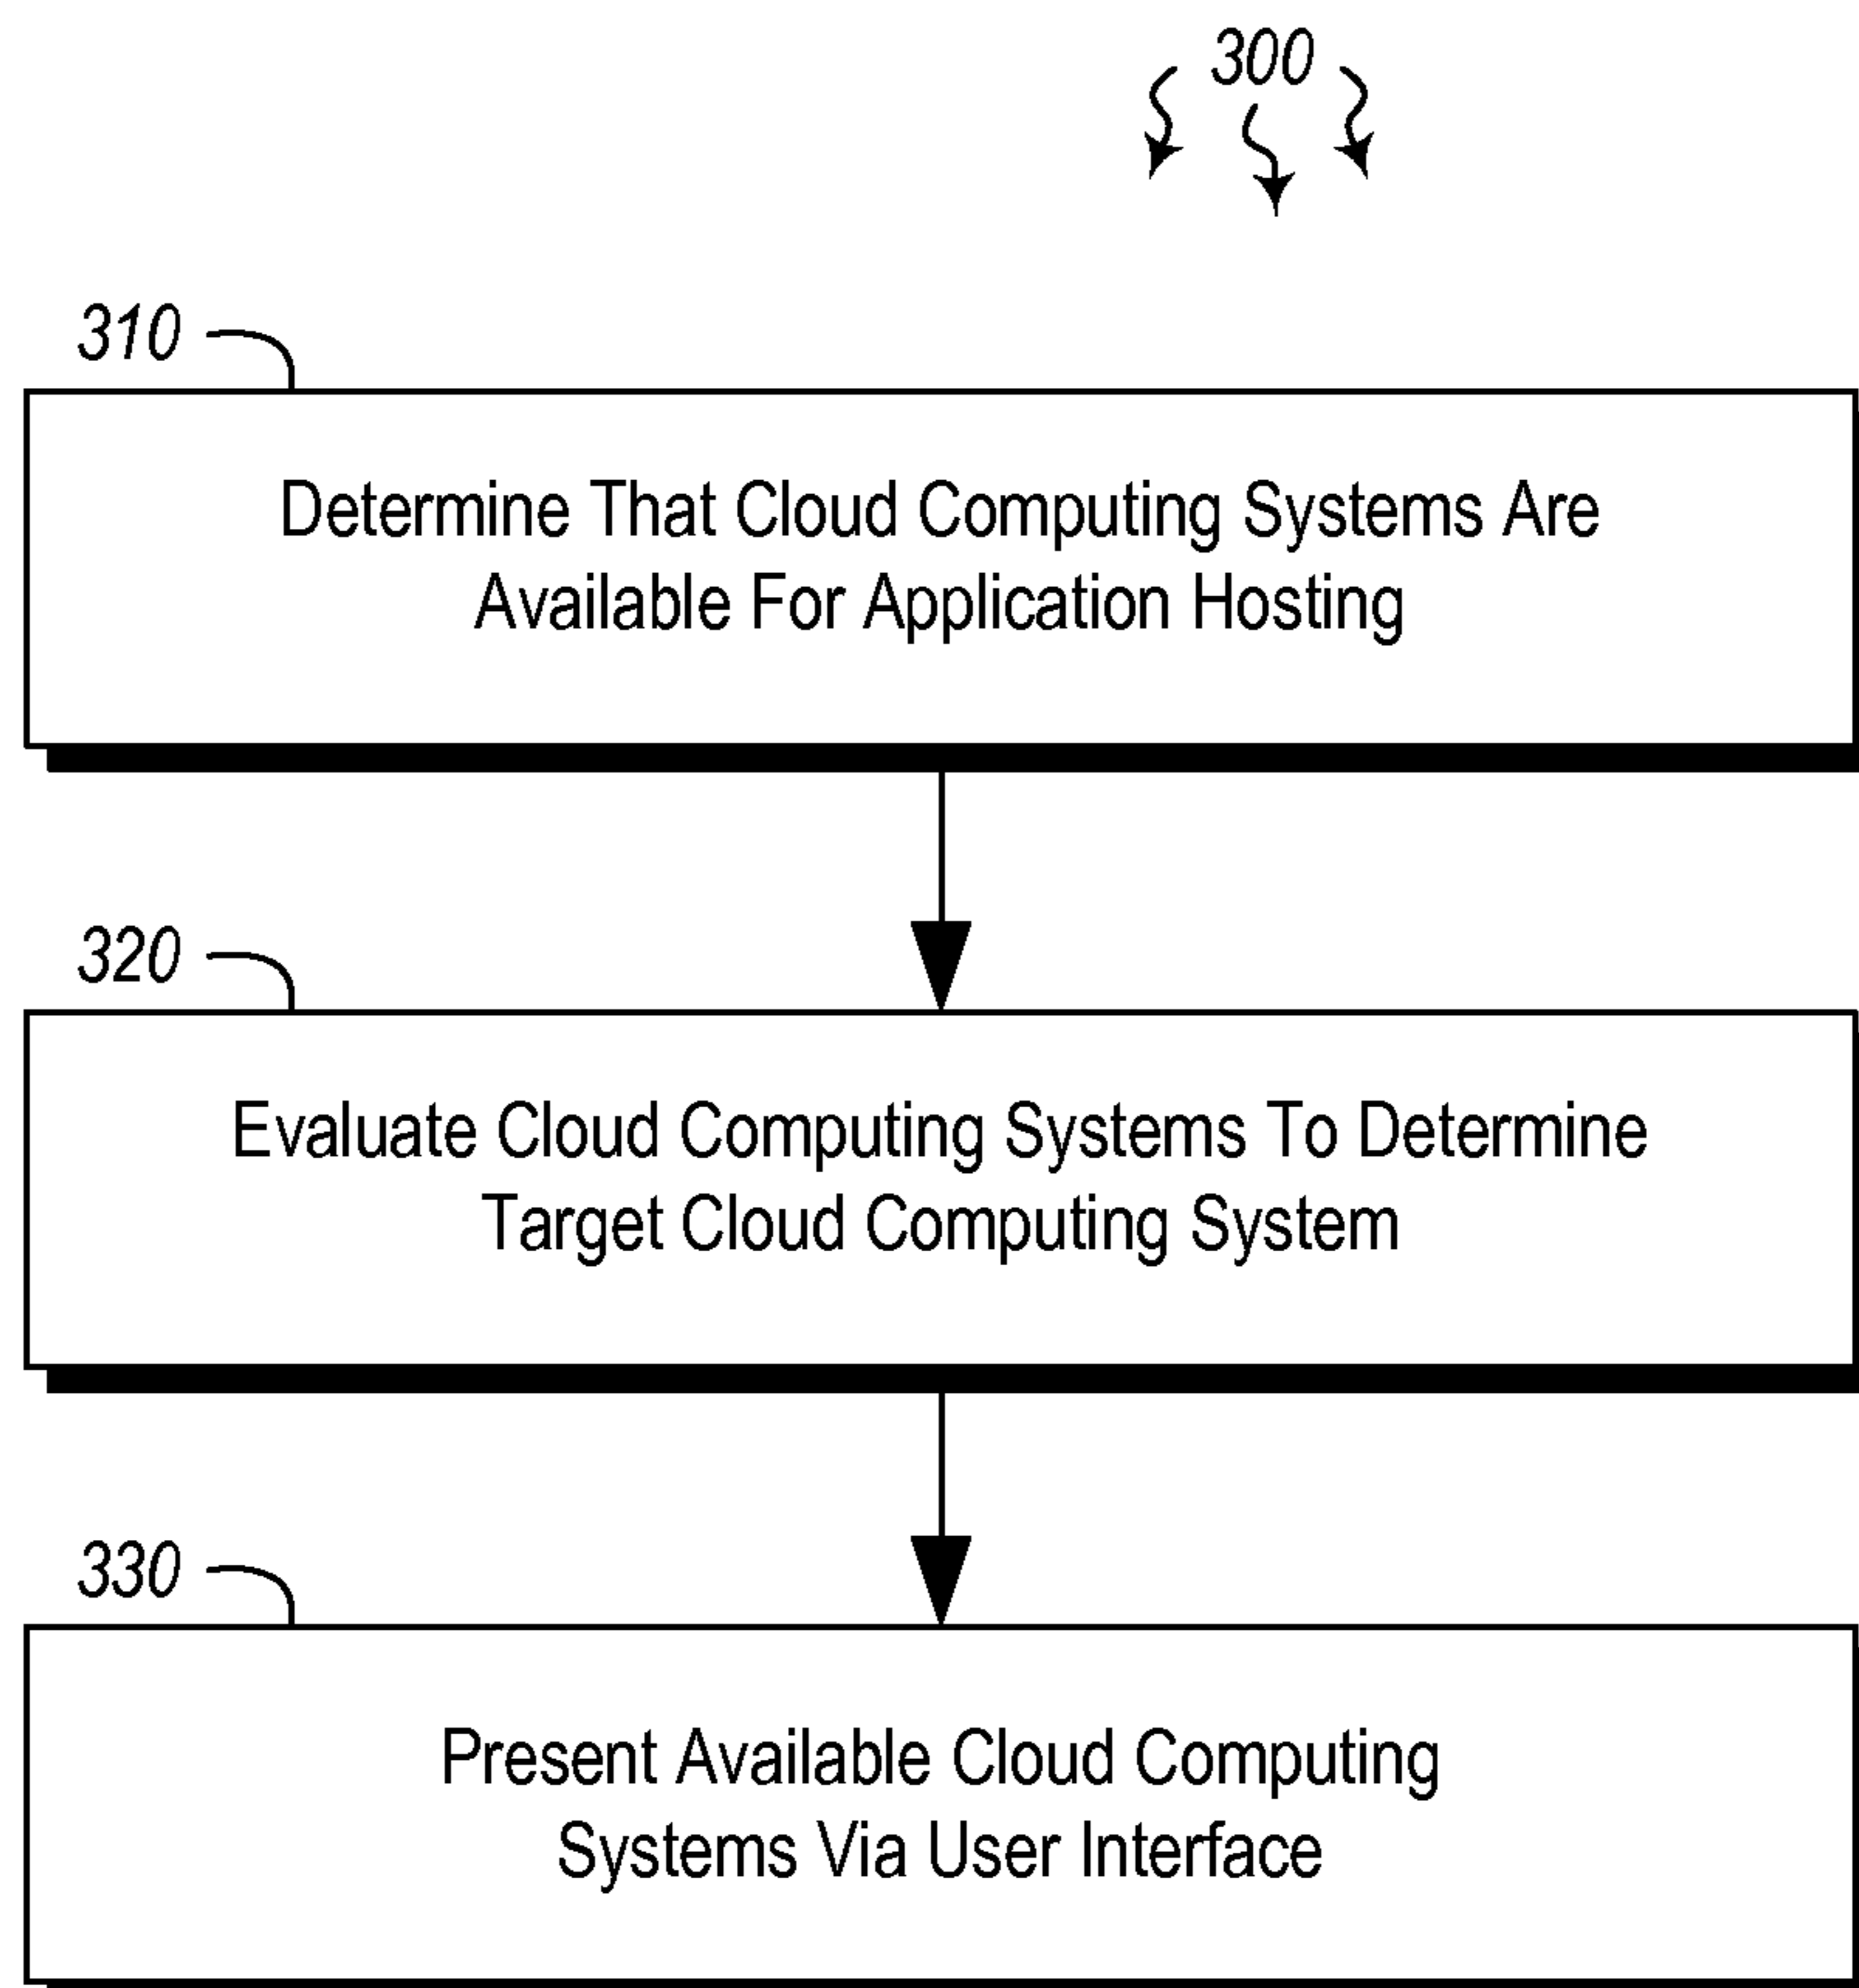 300
310
Determine That Cloud Computing Systems Are
Available For Application Hosting
320
Evaluate Cloud Computing Systems To Determine
Target Cloud Computing System
330
Present Available Cloud Computing
Systems Via User Interface